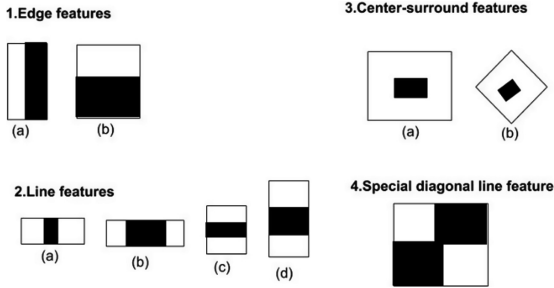 1.Edge features
(a)
(b)
3.Center-surround features
(a)
(b)
2.Line features
(a)
(b)
(c)
(d)
4.Special diagonal line feature